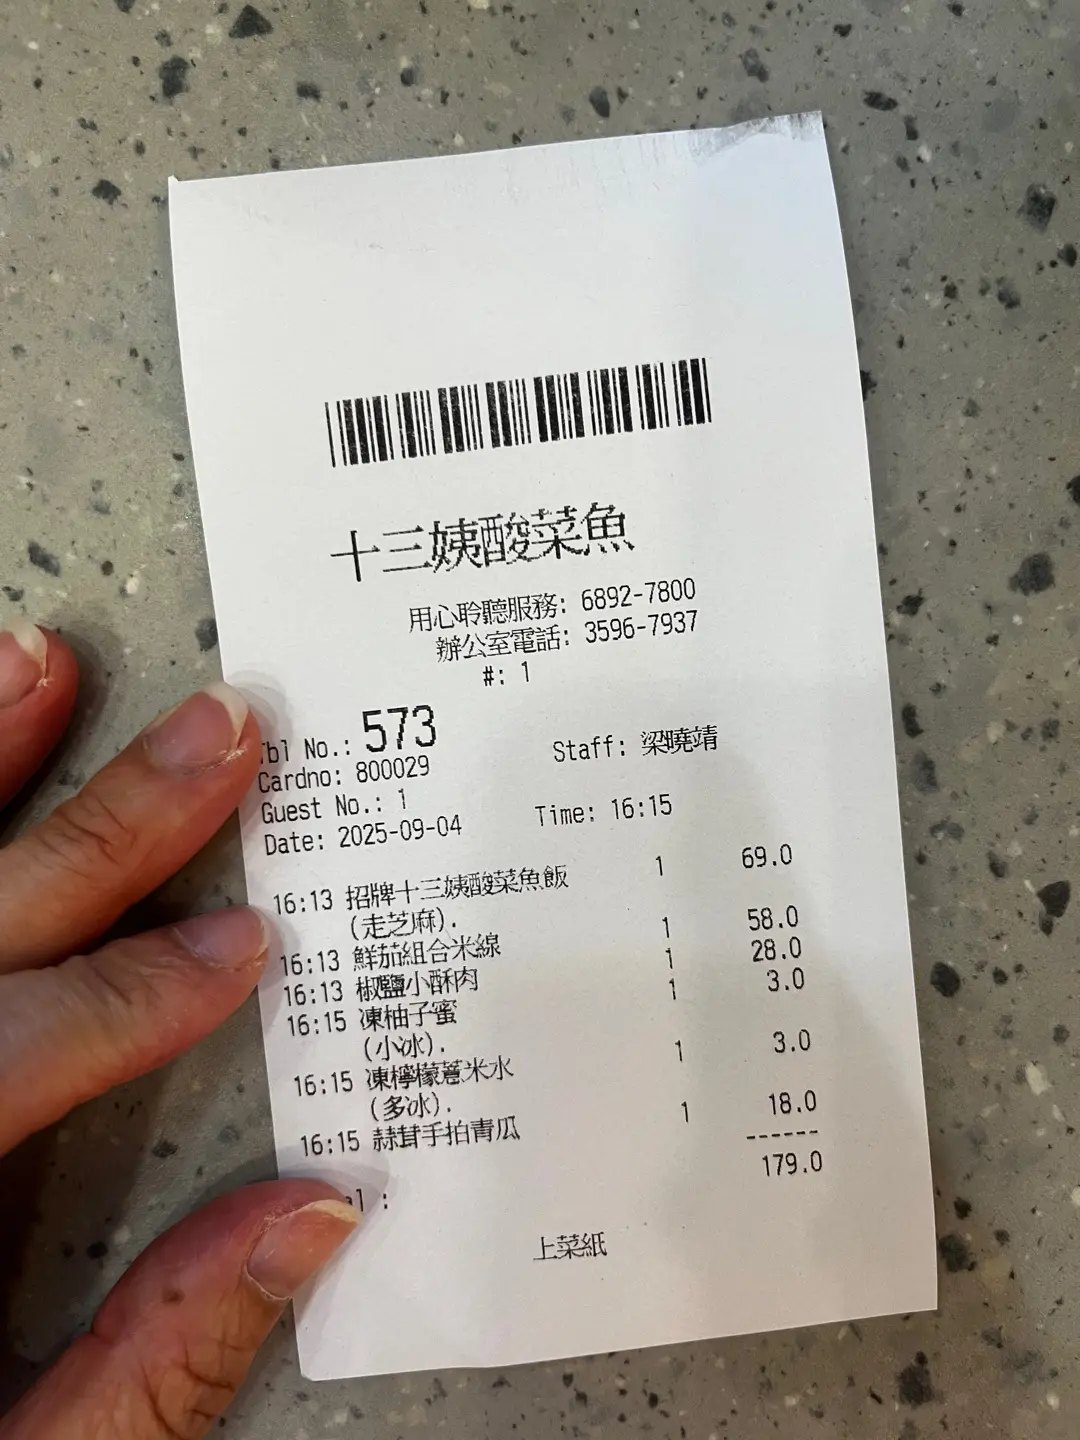 十三姨酸菜魚
用心聆聽服務: 6892-7800
辦公室電話: 3596-7937
#: 1
Tbl No.: 573
Cardno: 800029 Staff: 梁曉靖
Guest No.: 1
Date: 2025-09-04 Time: 16:15
16:13 招牌十三姨酸菜魚飯 1 69.0
(走芝麻).
16:13 鮮茄組合米線 1 58.0
16:13 椒鹽小酥肉 1 28.0
16:15 凍柚子蜜 1 3.0
(小冰).
16:15 凍檸檬薏米水 1 3.0
(多冰).
16:15 蒜茸手拍青瓜 1 18.0
------
179.0
上菜紙